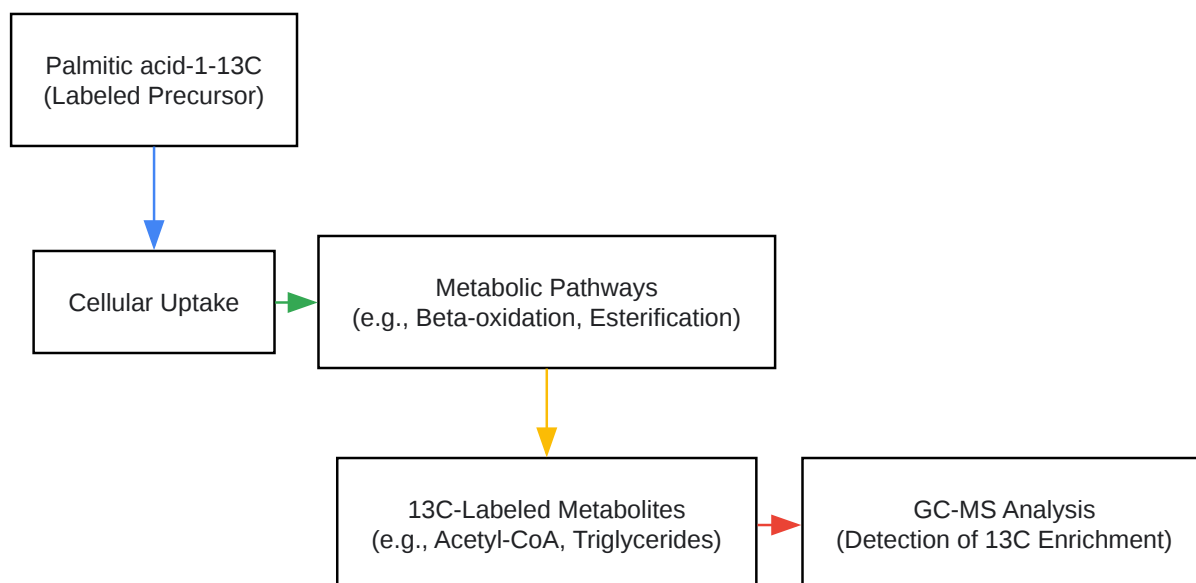 Palmitic acid-1-13C
(Labeled Precursor)
Cellular Uptake
Metabolic Pathways
(e.g., Beta-oxidation, Esterification)
13C-Labeled Metabolites
(e.g., Acetyl-CoA, Triglycerides)
GC-MS Analysis
(Detection of 13C Enrichment)